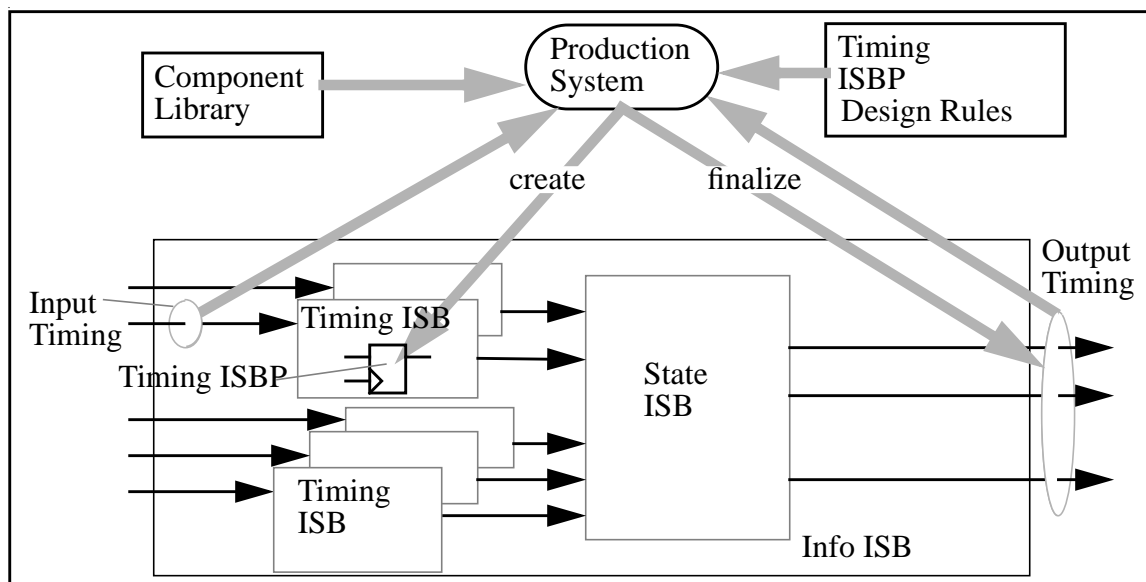 Component
Library
Production
System
Timing
ISBP
Design Rules
create
finalize
Input
Timing
Output
Timing
Timing ISB
Timing ISBP
State
ISB
Timing
ISB
Info ISB